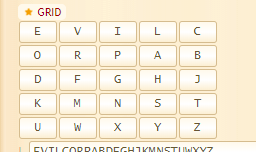 GRID
E V I L C
O R P A B
D F G H J
K M N S T
U W X Y Z
EVILCORPABDFGHJKMNSTUWXYZ